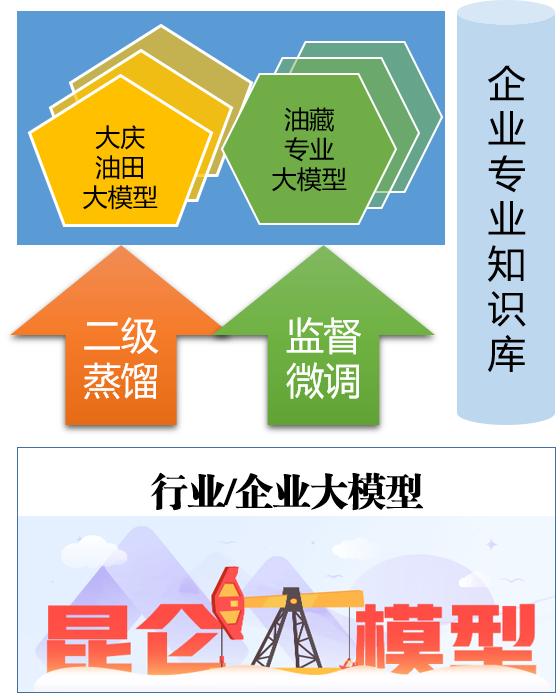 大庆
油田
大模型
油藏
专业
大模型
企业专业知识库
二级
蒸馏
监督
微调
行业/企业大模型
昆仑模型